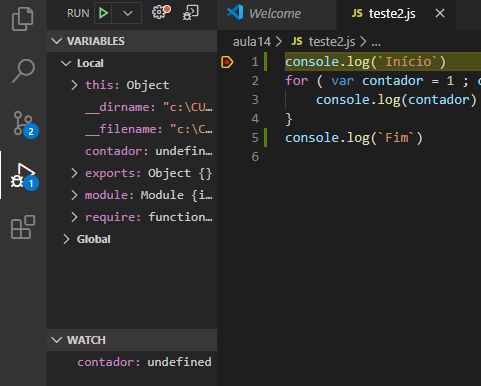 RUN
VARIABLES
Local
this: Object
__dirname: "c:\CU…
__filename: "c:\C…
contador: undefin…
exports: Object {}
module: Module {i…
require: function…
Global
WATCH
contador: undefined
2
1
Welcome
JS teste2.js
aula14 > JS teste2.js > ...
1 console.log(`Início`)
2 for ( var contador = 1 ; c
3 console.log(contador)
4 }
5 console.log(`Fim`)
6